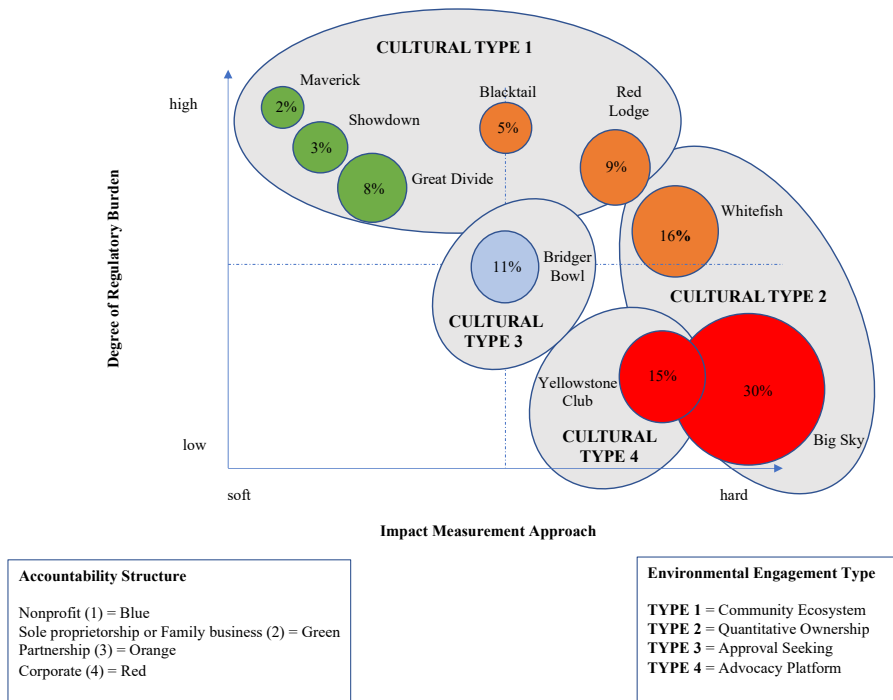 CULTURAL TYPE 1
Maverick
2%
Showdown
3%
Great Divide
8%
Blacktail
5%
Red
Lodge
9%
Whitefish
16%
Bridger
Bowl
11%
CULTURAL
TYPE 3
CULTURAL TYPE 2
Yellowstone
Club
15%
30%
Big Sky
CULTURAL
TYPE 4
high
low
Degree of Regulatory Burden
soft
hard
Impact Measurement Approach
Accountability Structure
Nonprofit (1) = Blue
Sole proprietorship or Family business (2) = Green
Partnership (3) = Orange
Corporate (4) = Red
Environmental Engagement Type
TYPE 1 = Community Ecosystem
TYPE 2 = Quantitative Ownership
TYPE 3 = Approval Seeking
TYPE 4 = Advocacy Platform